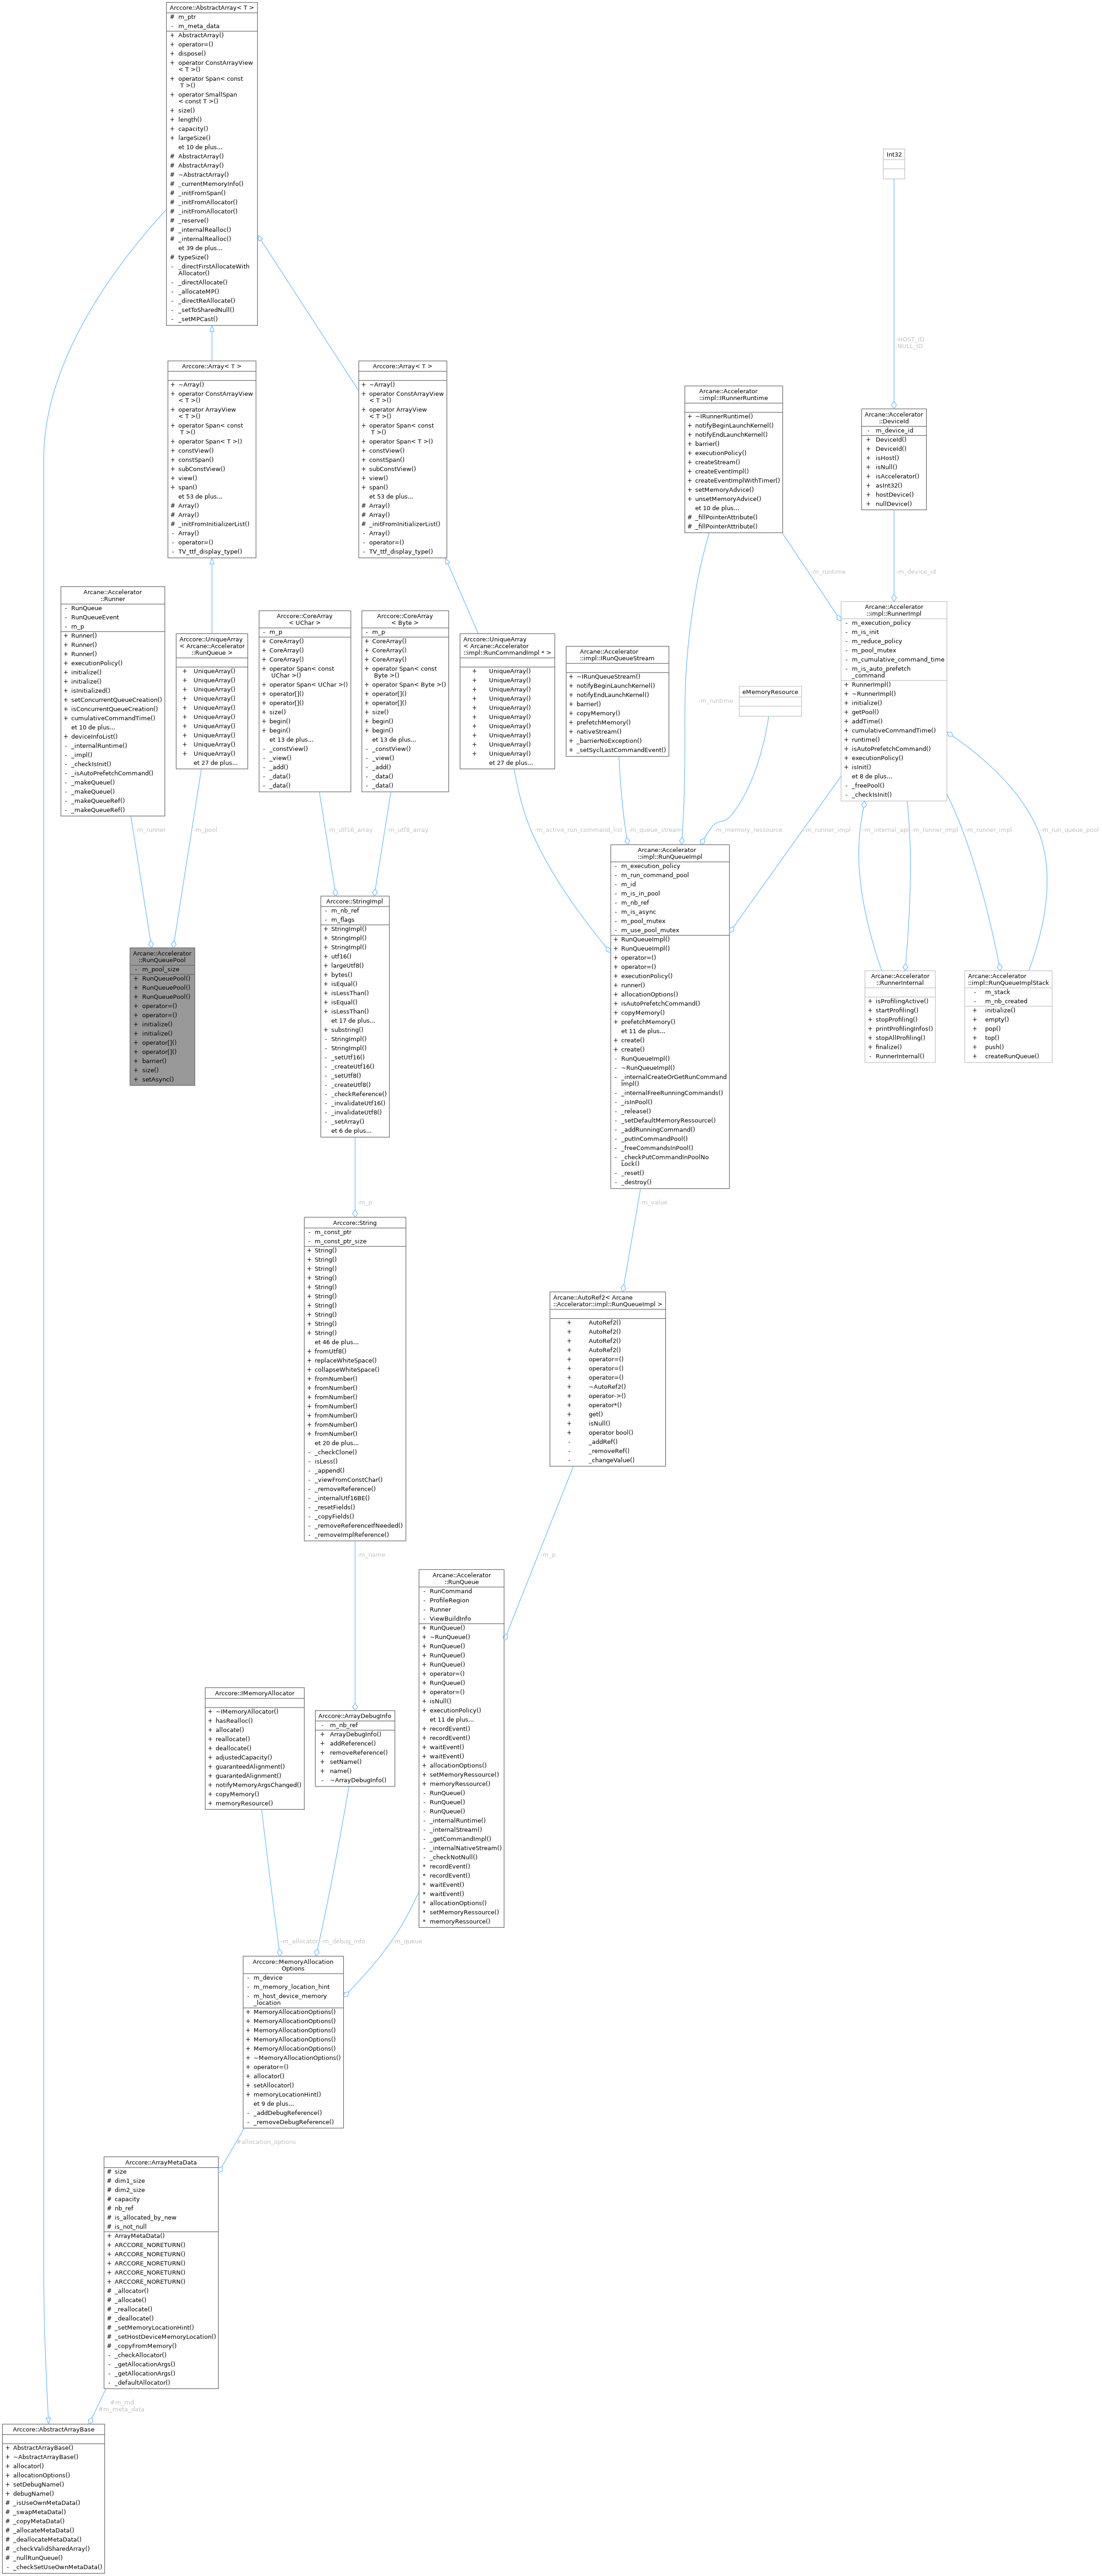 Arccore::AbstractArray< T >
# m_ptr
- m_meta_data
+ AbstractArray()
+ operator=()
+ dispose()
+ operator ConstArrayView
< T >()
+ operator Span< const
T >()
+ operator SmallSpan
< const T >()
+ size()
+ length()
+ capacity()
+ largeSize()
et 10 de plus...
# AbstractArray()
# AbstractArray()
# ~AbstractArray()
# _currentMemoryInfo()
# _initFromSpan()
# _initFromAllocator()
# _initFromAllocator()
# _reserve()
# _internalRealloc()
# _internalRealloc()
et 39 de plus...
# typeSize()
- _directFirstAllocateWith
Allocator()
- _directAllocate()
- _allocateMP()
- _directReAllocate()
- _setToSharedNull()
- _setMPCast()
Int32
-HOST_ID
-NULL_ID
Arccore::Array< T >
+ ~Array()
+ operator ConstArrayView
< T >()
+ operator ArrayView
< T >()
+ operator Span< const
T >()
+ operator Span< T >()
+ constView()
+ constSpan()
+ subConstView()
+ view()
+ span()
et 53 de plus...
# Array()
# Array()
# _initFromInitializerList()
- Array()
- operator=()
- TV_ttf_display_type()
Arccore::Array< T >
+ ~Array()
+ operator ConstArrayView
< T >()
+ operator ArrayView
< T >()
+ operator Span< const
T >()
+ operator Span< T >()
+ constView()
+ constSpan()
+ subConstView()
+ view()
+ span()
et 53 de plus...
# Array()
# Array()
# _initFromInitializerList()
- Array()
- operator=()
- TV_ttf_display_type()
Arcane::Accelerator
::impl::IRunnerRuntime
+ ~IRunnerRuntime()
+ notifyBeginLaunchKernel()
+ notifyEndLaunchKernel()
+ barrier()
+ executionPolicy()
+ createStream()
+ createEventImpl()
+ createEventImplWithTimer()
+ setMemoryAdvice()
+ unsetMemoryAdvice()
et 10 de plus...
# _fillPointerAttribute()
# _fillPointerAttribute()
Arcane::Accelerator
::DeviceId
- m_device_id
+ DeviceId()
+ DeviceId()
+ isHost()
+ isNull()
+ isAccelerator()
+ asInt32()
+ hostDevice()
+ nullDevice()
-m_runtime
-m_device_id
Arcane::Accelerator
::Runner
- RunQueue
- RunQueueEvent
- m_p
+ Runner()
+ Runner()
+ Runner()
+ executionPolicy()
+ initialize()
+ initialize()
+ isInitialized()
+ setConcurrentQueueCreation()
+ isConcurrentQueueCreation()
+ cumulativeCommandTime()
et 10 de plus...
+ deviceInfoList()
- _internalRuntime()
- _impl()
- _checkIsInit()
- _isAutoPrefetchCommand()
- _makeQueue()
- _makeQueue()
- _makeQueueRef()
- _makeQueueRef()
Arccore::UniqueArray
< Arcane::Accelerator
::RunQueue >
+ UniqueArray()
+ UniqueArray()
+ UniqueArray()
+ UniqueArray()
+ UniqueArray()
+ UniqueArray()
+ UniqueArray()
+ UniqueArray()
+ UniqueArray()
+ UniqueArray()
et 27 de plus...
Arccore::CoreArray
< UChar >
- m_p
+ CoreArray()
+ CoreArray()
+ CoreArray()
+ operator Span< const
UChar >()
+ operator Span< UChar >()
+ operator[]()
+ operator[]()
+ size()
+ begin()
+ begin()
et 13 de plus...
- _constView()
- _view()
- _add()
- _data()
- _data()
Arccore::CoreArray
< Byte >
- m_p
+ CoreArray()
+ CoreArray()
+ CoreArray()
+ operator Span< const
Byte >()
+ operator Span< Byte >()
+ operator[]()
+ operator[]()
+ size()
+ begin()
+ begin()
et 13 de plus...
- _constView()
- _view()
- _add()
- _data()
- _data()
Arccore::UniqueArray
< Arcane::Accelerator
::impl::RunCommandImpl * >
+ UniqueArray()
+ UniqueArray()
+ UniqueArray()
+ UniqueArray()
+ UniqueArray()
+ UniqueArray()
+ UniqueArray()
+ UniqueArray()
+ UniqueArray()
+ UniqueArray()
et 27 de plus...
Arcane::Accelerator
::impl::IRunQueueStream
+ ~IRunQueueStream()
+ notifyBeginLaunchKernel()
+ notifyEndLaunchKernel()
+ barrier()
+ copyMemory()
+ prefetchMemory()
+ nativeStream()
+ _barrierNoException()
+ _setSyclLastCommandEvent()
-m_runtime
eMemoryResource
Arcane::Accelerator
::impl::RunnerImpl
- m_execution_policy
- m_is_init
- m_reduce_policy
- m_pool_mutex
- m_cumulative_command_time
- m_is_auto_prefetch
_command
+ RunnerImpl()
+ ~RunnerImpl()
+ initialize()
+ getPool()
+ addTime()
+ cumulativeCommandTime()
+ runtime()
+ isAutoPrefetchCommand()
+ executionPolicy()
+ isInit()
et 8 de plus...
- _freePool()
- _checkIsInit()
-m_runner
-m_pool
-m_utf16_array
-m_utf8_array
-m_active_run_command_list
-m_queue_stream
-m_memory_ressource
-m_runner_impl
-m_internal_api
-m_runner_impl
-m_runner_impl
-m_run_queue_pool
Arcane::Accelerator
::RunQueuePool
- m_pool_size
+ RunQueuePool()
+ RunQueuePool()
+ RunQueuePool()
+ operator=()
+ operator=()
+ initialize()
+ initialize()
+ operator[]()
+ operator[]()
+ barrier()
+ size()
+ setAsync()
Arccore::StringImpl
- m_nb_ref
- m_flags
+ StringImpl()
+ StringImpl()
+ StringImpl()
+ utf16()
+ largeUtf8()
+ bytes()
+ isEqual()
+ isLessThan()
+ isEqual()
+ isLessThan()
et 17 de plus...
+ substring()
- StringImpl()
- StringImpl()
- _setUtf16()
- _createUtf16()
- _setUtf8()
- _createUtf8()
- _checkReference()
- _invalidateUtf16()
- _invalidateUtf8()
- _setArray()
et 6 de plus...
Arcane::Accelerator
::impl::RunQueueImpl
- m_execution_policy
- m_run_command_pool
- m_id
- m_is_in_pool
- m_nb_ref
- m_is_async
- m_pool_mutex
- m_use_pool_mutex
+ RunQueueImpl()
+ RunQueueImpl()
+ operator=()
+ operator=()
+ executionPolicy()
+ runner()
+ allocationOptions()
+ isAutoPrefetchCommand()
+ copyMemory()
+ prefetchMemory()
et 11 de plus...
+ create()
+ create()
- RunQueueImpl()
- ~RunQueueImpl()
- _internalCreateOrGetRunCommand
Impl()
- _internalFreeRunningCommands()
- _isInPool()
- _release()
- _setDefaultMemoryRessource()
- _addRunningCommand()
- _putInCommandPool()
- _freeCommandsInPool()
- _checkPutCommandInPoolNo
Lock()
- _reset()
- _destroy()
Arcane::Accelerator
::RunnerInternal
+ isProfilingActive()
+ startProfiling()
+ stopProfiling()
+ printProfilingInfos()
+ stopAllProfiling()
+ finalize()
- RunnerInternal()
Arcane::Accelerator
::impl::RunQueueImplStack
- m_stack
- m_nb_created
+ initialize()
+ empty()
+ pop()
+ top()
+ push()
+ createRunQueue()
-m_p
-m_value
Arccore::String
- m_const_ptr
- m_const_ptr_size
+ String()
+ String()
+ String()
+ String()
+ String()
+ String()
+ String()
+ String()
+ String()
+ String()
et 46 de plus...
+ fromUtf8()
+ replaceWhiteSpace()
+ collapseWhiteSpace()
+ fromNumber()
+ fromNumber()
+ fromNumber()
+ fromNumber()
+ fromNumber()
+ fromNumber()
+ fromNumber()
et 20 de plus...
- _checkClone()
- isLess()
- _append()
- _viewFromConstChar()
- _removeReference()
- _internalUtf16BE()
- _resetFields()
- _copyFields()
- _removeReferenceIfNeeded()
- _removeImplReference()
Arcane::AutoRef2< Arcane
::Accelerator::impl::RunQueueImpl >
+ AutoRef2()
+ AutoRef2()
+ AutoRef2()
+ AutoRef2()
+ operator=()
+ operator=()
+ operator=()
+ ~AutoRef2()
+ operator->()
+ operator*()
+ get()
+ isNull()
+ operator bool()
- _addRef()
- _removeRef()
- _changeValue()
-m_name
-m_p
Arcane::Accelerator
::RunQueue
- RunCommand
- ProfileRegion
- Runner
- ViewBuildInfo
+ RunQueue()
+ ~RunQueue()
+ RunQueue()
+ RunQueue()
+ RunQueue()
+ operator=()
+ RunQueue()
+ operator=()
+ isNull()
+ executionPolicy()
et 11 de plus...
+ recordEvent()
+ recordEvent()
+ waitEvent()
+ waitEvent()
+ allocationOptions()
+ setMemoryRessource()
+ memoryRessource()
- RunQueue()
- RunQueue()
- RunQueue()
- _internalRuntime()
- _internalStream()
- _getCommandImpl()
- _internalNativeStream()
- _checkNotNull()
* recordEvent()
* recordEvent()
* waitEvent()
* waitEvent()
* allocationOptions()
* setMemoryRessource()
* memoryRessource()
Arccore::IMemoryAllocator
+ ~IMemoryAllocator()
+ hasRealloc()
+ allocate()
+ reallocate()
+ deallocate()
+ adjustedCapacity()
+ guaranteedAlignment()
+ guarantedAlignment()
+ notifyMemoryArgsChanged()
+ copyMemory()
+ memoryResource()
Arccore::ArrayDebugInfo
- m_nb_ref
+ ArrayDebugInfo()
+ addReference()
+ removeReference()
+ setName()
+ name()
- ~ArrayDebugInfo()
-m_allocator
-m_debug_info
-m_queue
Arccore::MemoryAllocation
Options
- m_device
- m_memory_location_hint
- m_host_device_memory
_location
+ MemoryAllocationOptions()
+ MemoryAllocationOptions()
+ MemoryAllocationOptions()
+ MemoryAllocationOptions()
+ MemoryAllocationOptions()
+ ~MemoryAllocationOptions()
+ operator=()
+ allocator()
+ setAllocator()
+ memoryLocationHint()
et 9 de plus...
- _addDebugReference()
- _removeDebugReference()
#allocation_options
Arccore::ArrayMetaData
# size
# dim1_size
# dim2_size
# capacity
# nb_ref
# is_allocated_by_new
# is_not_null
+ ArrayMetaData()
+ ARCCORE_NORETURN()
+ ARCCORE_NORETURN()
+ ARCCORE_NORETURN()
+ ARCCORE_NORETURN()
+ ARCCORE_NORETURN()
# _allocator()
# _allocate()
# _reallocate()
# _deallocate()
# _setMemoryLocationHint()
# _setHostDeviceMemoryLocation()
# _copyFromMemory()
- _checkAllocator()
- _getAllocationArgs()
- _getAllocationArgs()
- _defaultAllocator()
#m_md
#m_meta_data
Arccore::AbstractArrayBase
+ AbstractArrayBase()
+ ~AbstractArrayBase()
+ allocator()
+ allocationOptions()
+ setDebugName()
+ debugName()
# _isUseOwnMetaData()
# _swapMetaData()
# _copyMetaData()
# _allocateMetaData()
# _deallocateMetaData()
# _checkValidSharedArray()
# _nullRunQueue()
- _checkSetUseOwnMetaData()